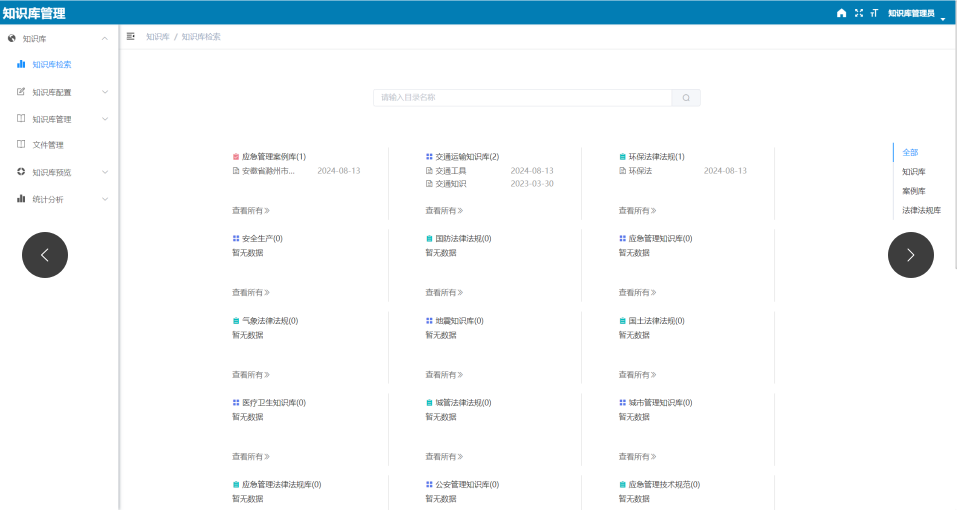 知识库管理
知识库管理员
知识库
知识库 / 知识库检索
知识库检索
知识库配置
知识库管理
文件管理
知识库预览
统计分析
请输入目录名称
全部
知识库
案例库
法律法规库
应急管理案例库(1)
安徽省滁州市... 2024-08-13
查看所有
交通运输知识库(2)
交通工具 2024-08-13
交通知识 2023-03-30
查看所有
环保法律法规(1)
环保法 2024-08-13
查看所有
安全生产(0)
暂无数据
查看所有
国防法律法规(0)
暂无数据
查看所有
应急管理知识库(0)
暂无数据
查看所有
气象法律法规(0)
暂无数据
查看所有
地震知识库(0)
暂无数据
查看所有
国土法律法规(0)
暂无数据
查看所有
医疗卫生知识库(0)
暂无数据
查看所有
城管法律法规(0)
暂无数据
查看所有
城市管理知识库(0)
暂无数据
查看所有
应急管理法律法规库(0)
暂无数据
公安管理知识库(0)
暂无数据
应急管理技术规范(0)
暂无数据